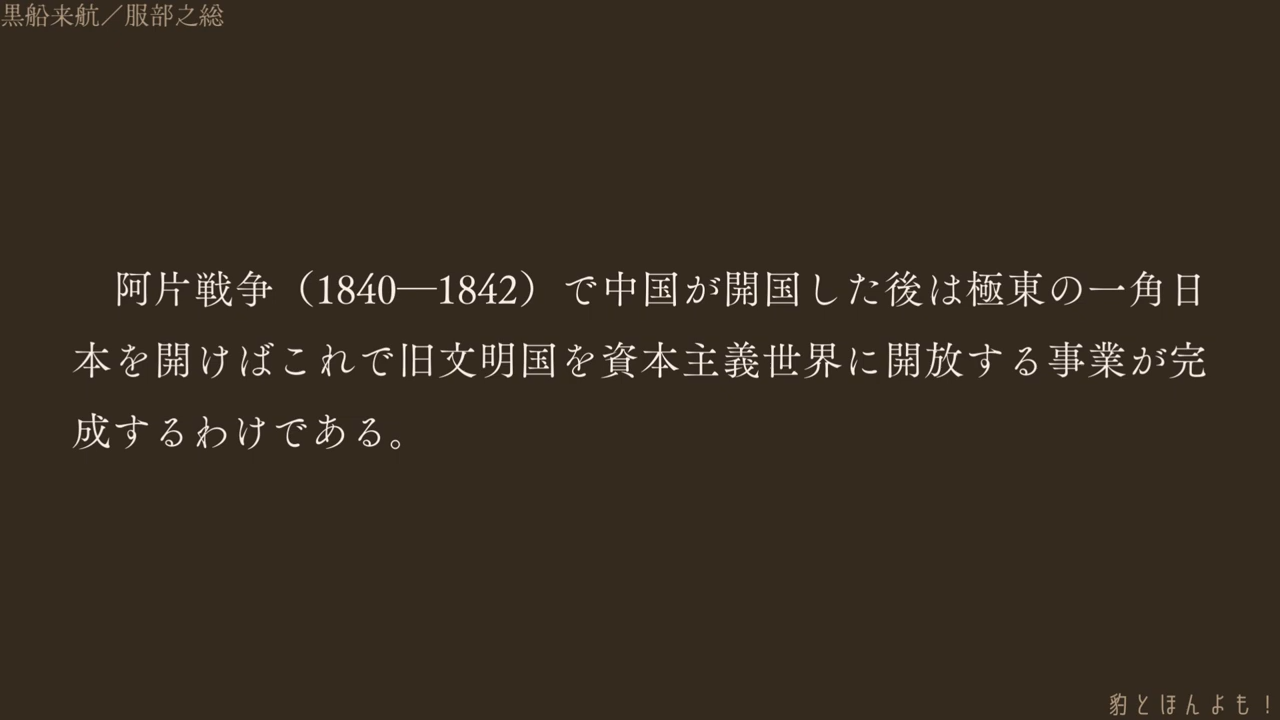 黒船来航／服部之総
　阿片戦争（1840―1842）で中国が開国した後は極東の一角日
本を開けばこれで旧文明国を資本主義世界に開放する事業が完
成するわけである。
豹とほんよも！